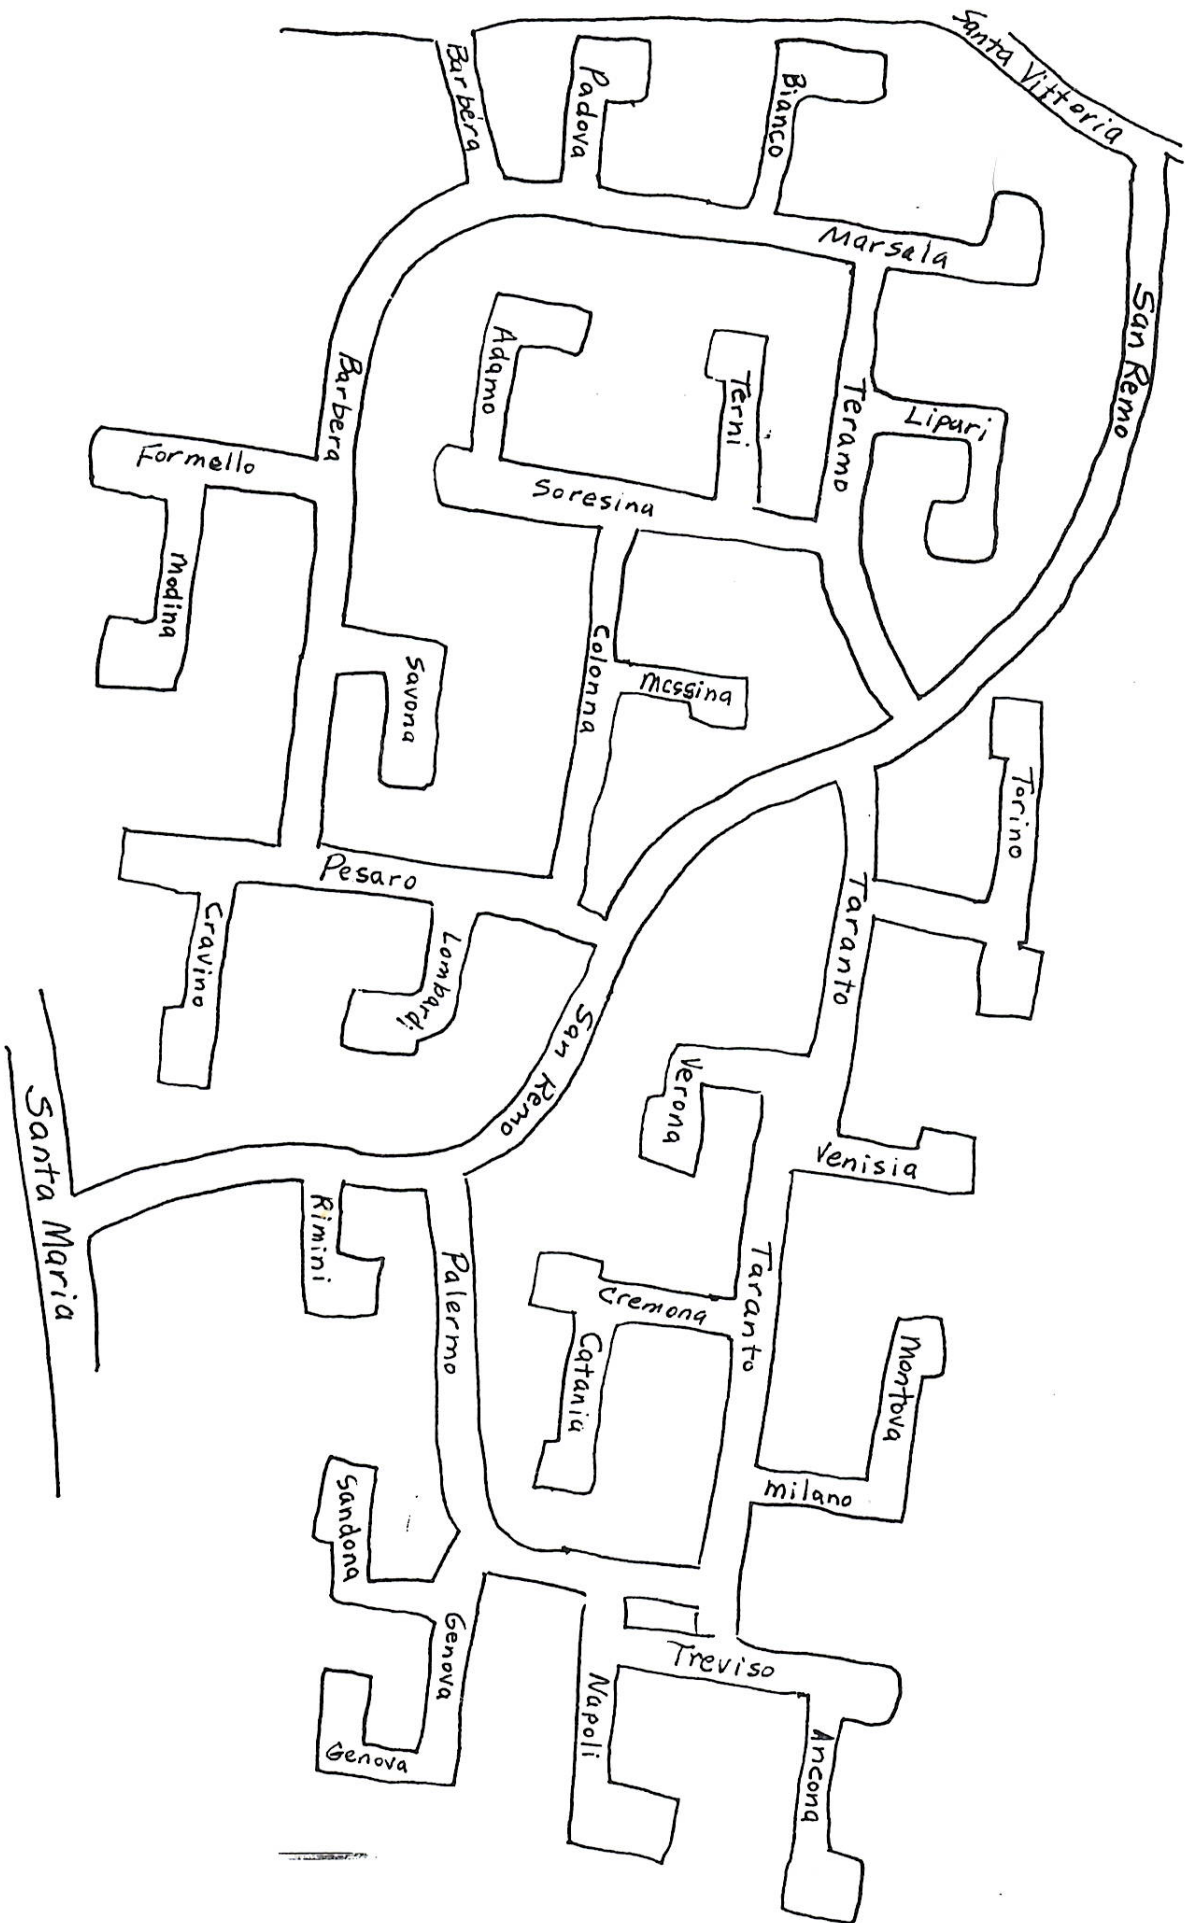 Santa Vittoria
Barbera
Padova
Bianco
Marsala
San Remo
Adamo
Terni
Barbera
Teramo
Lipari
Formello
Soresina
Modina
Savona
Colonna
Messina
Torino
Pesaro
Taranto
Cravino
Lombardi
San Remo
Verona
Venisia
Santa Maria
Rimini
Palermo
Cremona
Taranto
Catania
Montova
Milano
Sandona
Genova
Treviso
Napoli
Genova
Ancona